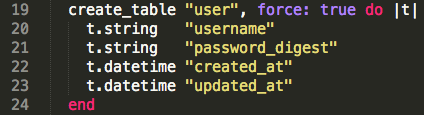 19 create_table "user", force: true do |t|
20 t.string "username"
21 t.string "password_digest"
22 t.datetime "created_at"
23 t.datetime "updated_at"
24 end